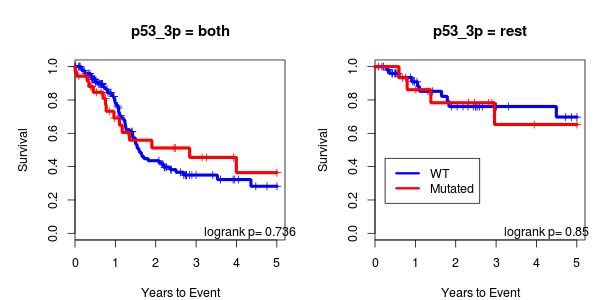 p53_3p = both
Survival
1.0
0.8
0.6
0.4
0.2
0.0
logrank p= 0.736
0 1 2 3 4 5
Years to Event
p53_3p = rest
Survival
1.0
0.8
0.6
0.4
0.2
0.0
WT
Mutated
logrank p= 0.85
0 1 2 3 4 5
Years to Event